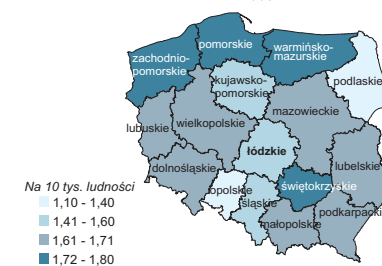 pomorskie
warmińsko-
mazurskie
zachodnio-
pomorskie
podlaskie
kujawsko-
pomorskie
mazowieckie
wielkopolskie
lubuskie
łódzkie
lubelskie
dolnośląskie
opolskie
świętokrzyskie
śląskie
podkarpackie
małopolskie
Na 10 tys. ludności
1,10 - 1,40
1,41 - 1,60
1,61 - 1,71
1,72 - 1,80